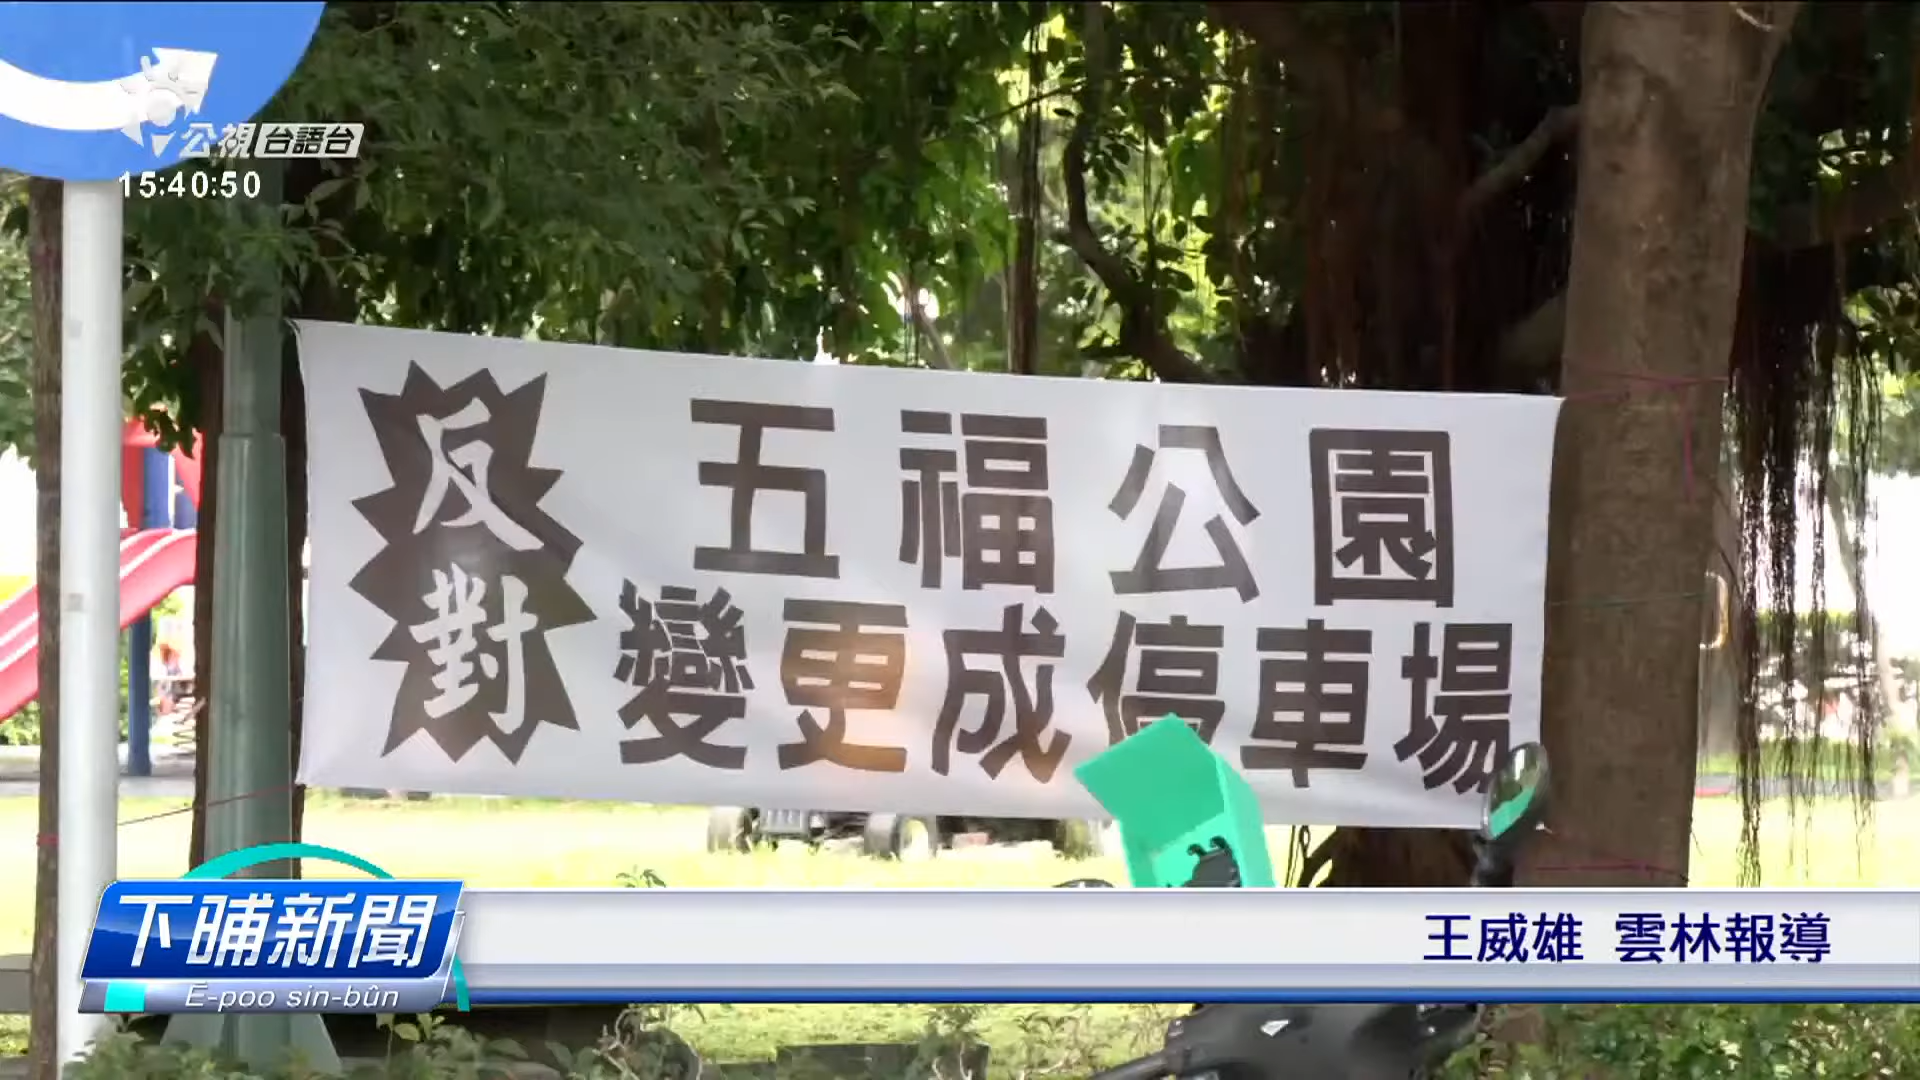 公視台語台
15:40:50
反對
五福公園
變更成停車場
下晡新聞
Ē-poo sin-bûn
王威雄 雲林報導